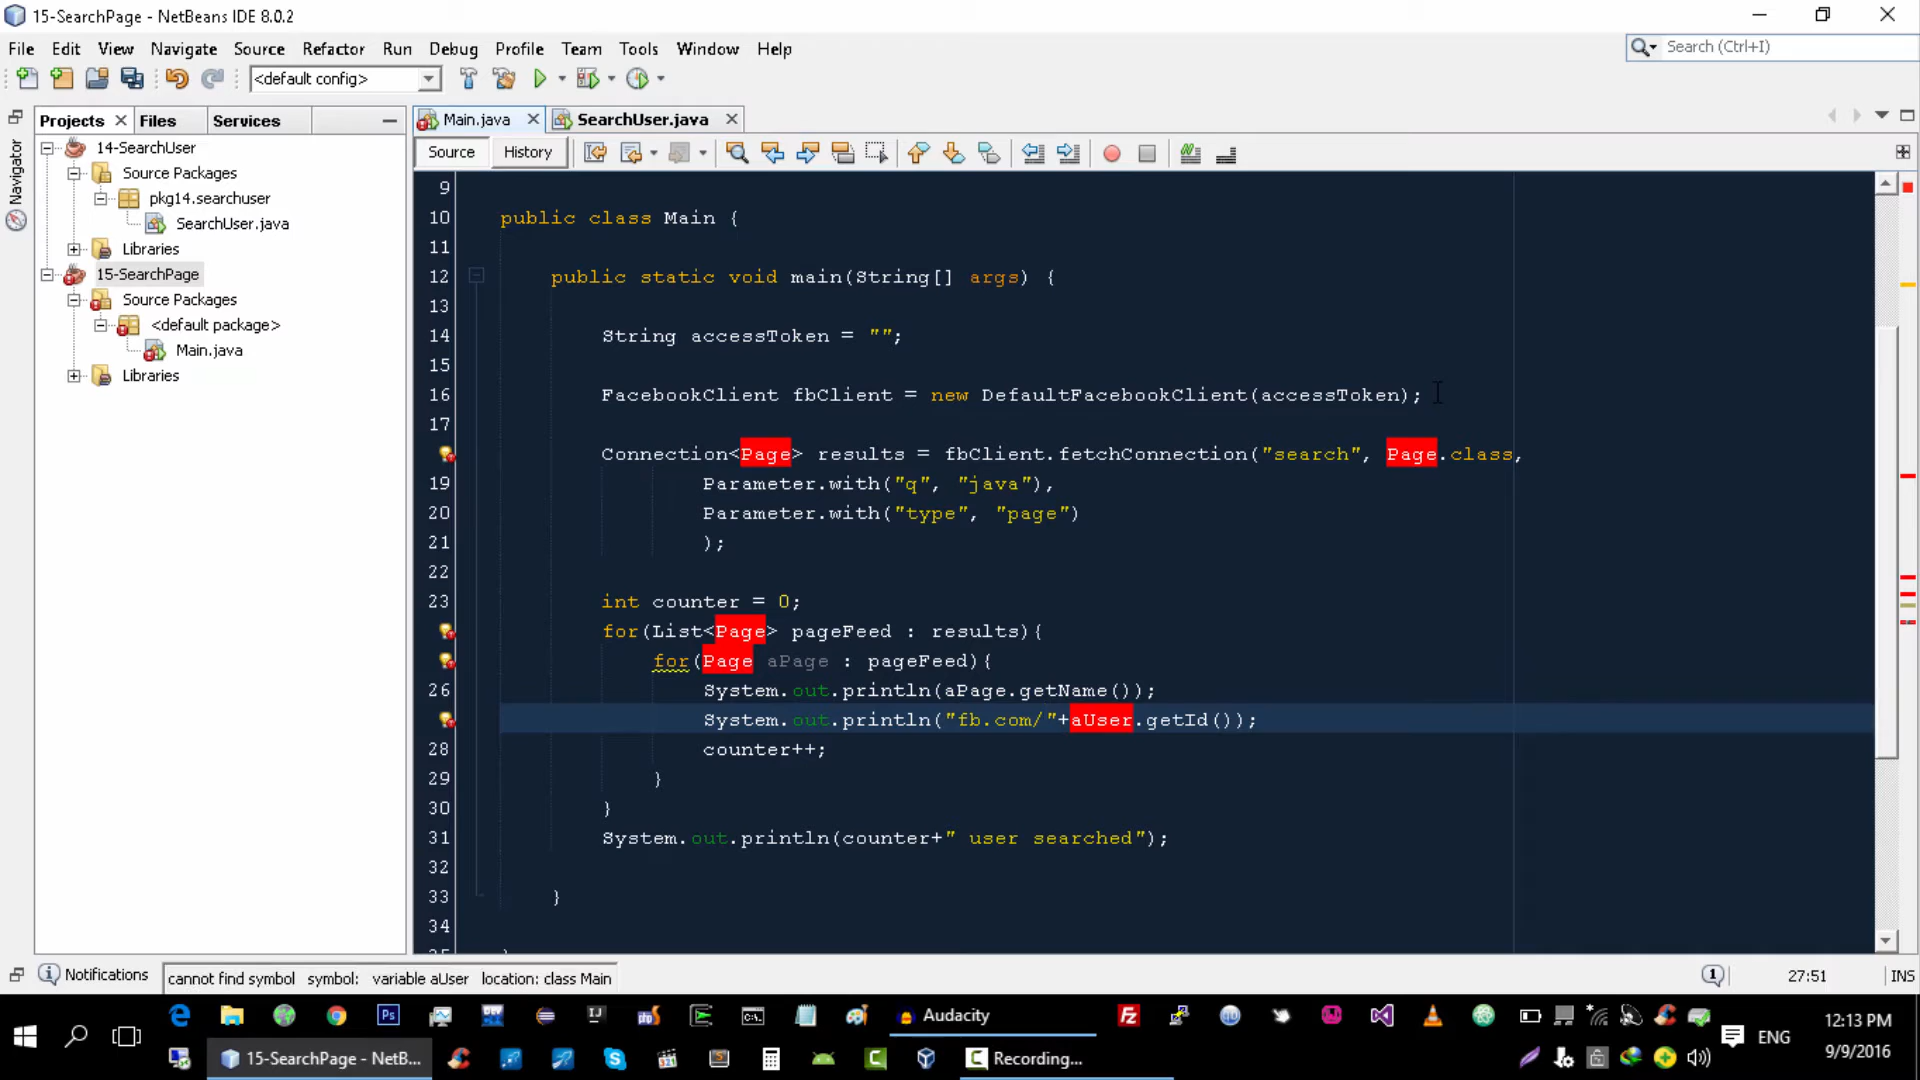 15-SearchPage - NetBeans IDE 8.0.2
File Edit View Navigate Source Refactor Run Debug Profile Team Tools Window Help
Search (Ctrl+I)
<default config>
Projects Files Services
Navigator
14-SearchUser
Source Packages
pkg14.searchuser
SearchUser.java
Libraries
15-SearchPage
Source Packages
<default package>
Main.java
Libraries
Main.java SearchUser.java
Source History
9
10 public class Main {
11
12 public static void main(String[] args) {
13
14 String accessToken = "";
15
16 FacebookClient fbClient = new DefaultFacebookClient(accessToken);
17
Connection<Page> results = fbClient.fetchConnection("search", Page.class,
19 Parameter.with("q", "java"),
20 Parameter.with("type", "page")
21 );
22
23 int counter = 0;
for(List<Page> pageFeed : results){
for(Page aPage : pageFeed){
26 System.out.println(aPage.getName());
System.out.println("fb.com/"+aUser.getId());
28 counter++;
29 }
30 }
31 System.out.println(counter+" user searched");
32
33 }
34
Notifications
cannot find symbol symbol: variable aUser location: class Main
1
27:51 INS
Ps
IJ
Audacity
Fz
ENG
12:13 PM
9/9/2016
15-SearchPage - NetB...
Recording...